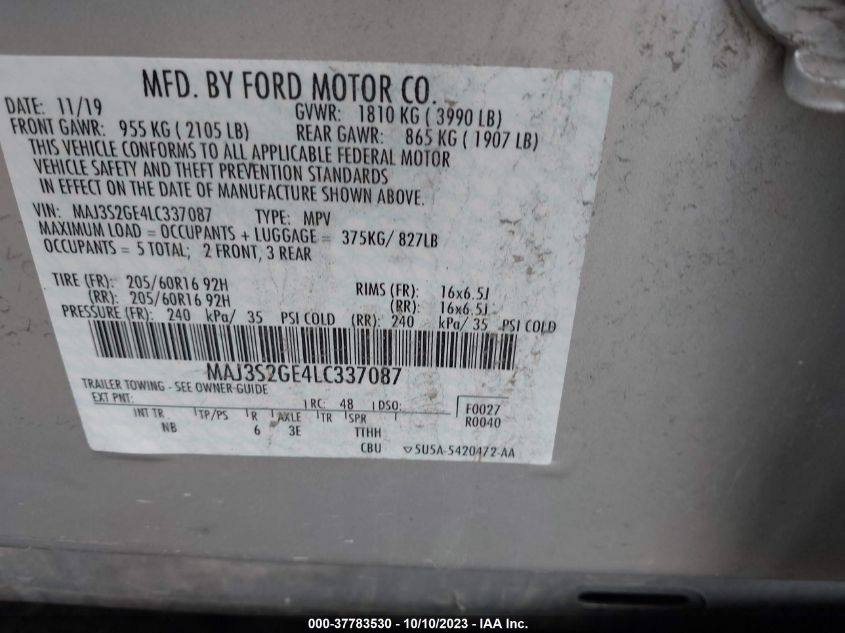 MFD. BY FORD MOTOR CO.
DATE: 11/19 GVWR: 1810 KG ( 3990 LB)
FRONT GAWR: 955 KG ( 2105 LB) REAR GAWR: 865 KG ( 1907 LB)
THIS VEHICLE CONFORMS TO ALL APPLICABLE FEDERAL MOTOR
VEHICLE SAFETY AND THEFT PREVENTION STANDARDS
IN EFFECT ON THE DATE OF MANUFACTURE SHOWN ABOVE.
VIN: MAJ3S2GE4LC337087 TYPE: MPV
MAXIMUM LOAD = OCCUPANTS + LUGGAGE = 375KG/ 827LB
OCCUPANTS = 5 TOTAL; 2 FRONT, 3 REAR
TIRE (FR): 205/60R16 92H RIMS (FR): 16x6.5J
(RR): 205/60R16 92H (RR): 16x6.5J
PRESSURE (FR): 240 kPa/ 35 PSI COLD (RR): 240 kPa/ 35 PSI COLD
MAJ3S2GE4LC337087
TRAILER TOWING - SEE OWNER GUIDE
EXT PNT: RC: 48 DSO: F0027
INT TR TP/PS R AXLE TR SPR R0040
NB 6 3E TTHH
CBU 5U5A-5420472-AA
000-37783530 - 10/10/2023 - IAA Inc.